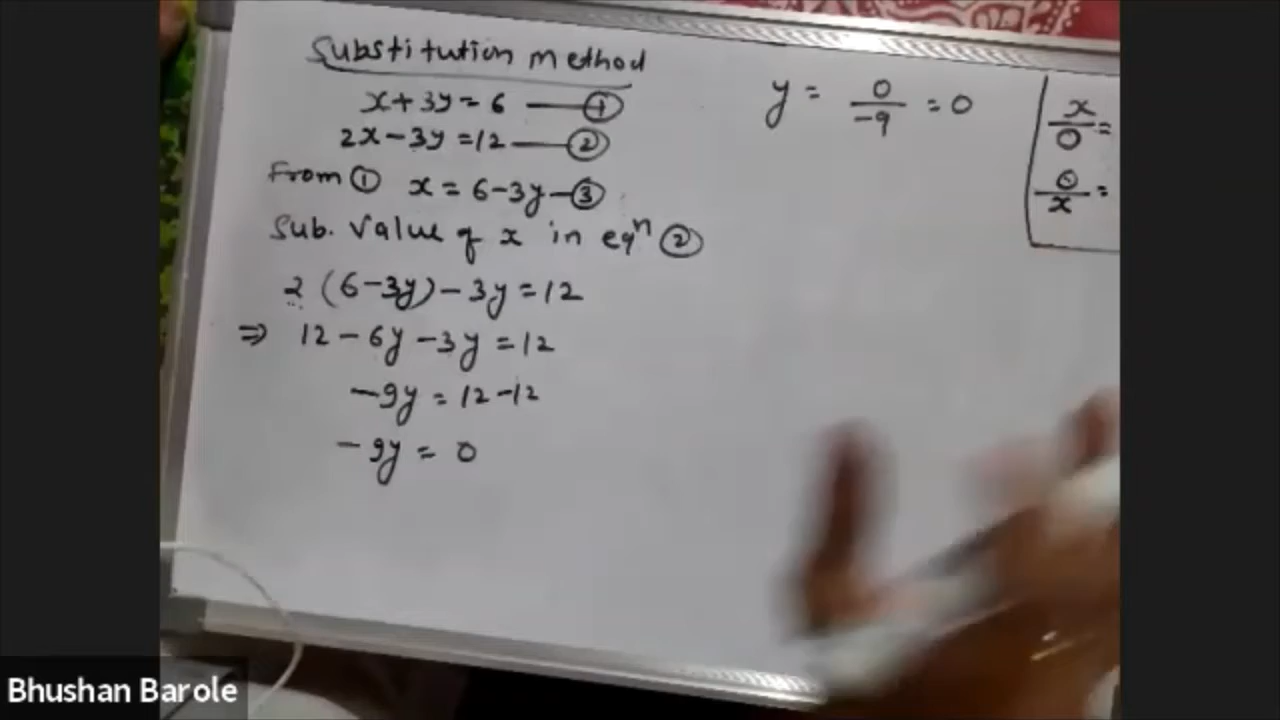 Substitution method
x + 3y = 6 —— ①
2x - 3y = 12 —— ②
From ① x = 6 - 3y — ③
Sub. Value of x in eqⁿ ②
2 (6 - 3y) - 3y = 12
⇒ 12 - 6y - 3y = 12
-9y = 12 - 12
-9y = 0
y = 0/-9 = 0
x/0 =
0/x =
Bhushan Barole